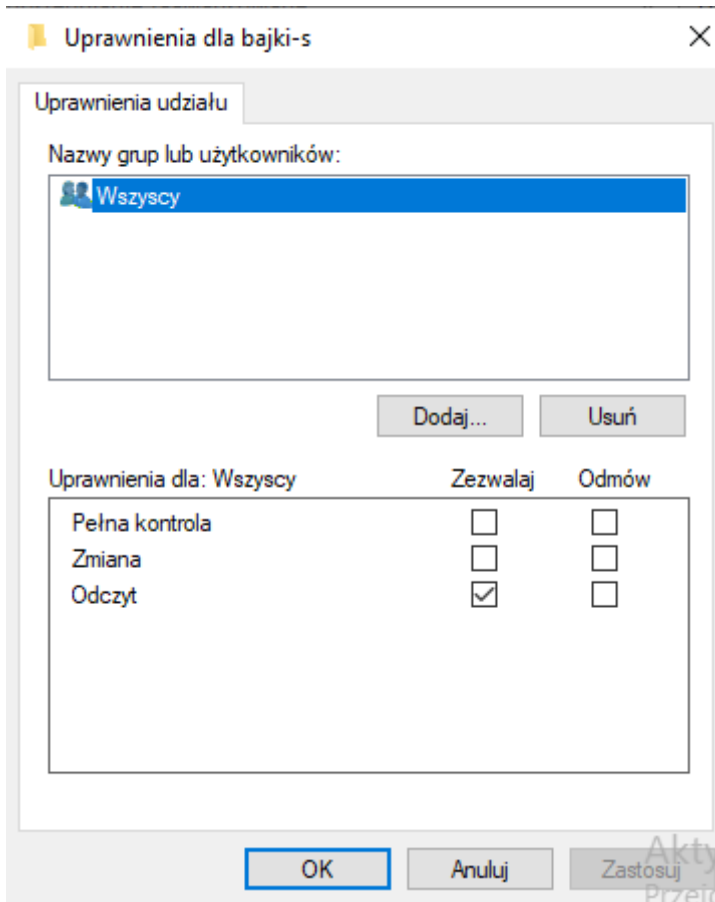 Uprawnienia dla bajki-s
Uprawnienia udziału
Nazwy grup lub użytkowników:
Wszyscy
Dodaj... Usuń
Uprawnienia dla: Wszyscy Zezwalaj Odmów
Pełna kontrola
Zmiana
Odczyt
OK Anuluj Zastosuj